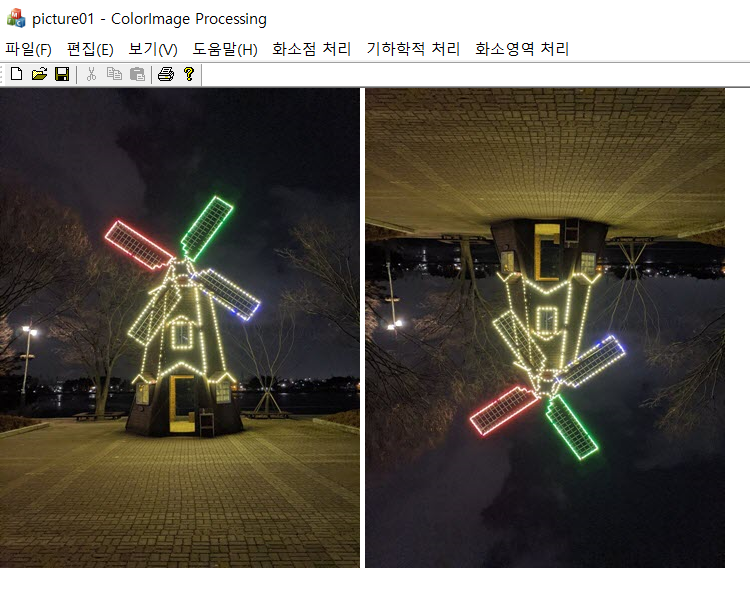 picture01 - ColorImage Processing
파일(F) 편집(E) 보기(V) 도움말(H) 화소점 처리 기하학적 처리 화소영역 처리